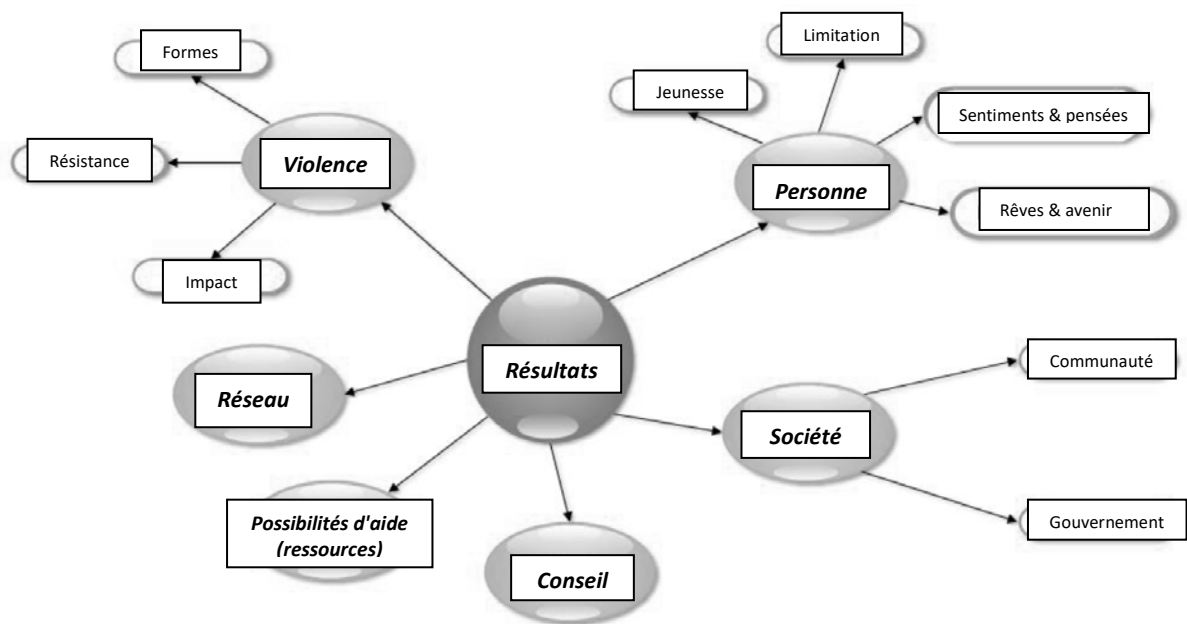 Limitation
Formes
Jeunesse
Sentiments & pensées
Résistance
Violence
Personne
Rêves & avenir
Impact
Communauté
Résultats
Réseau
Société
Possibilités d'aide
(ressources)
Gouvernement
Conseil